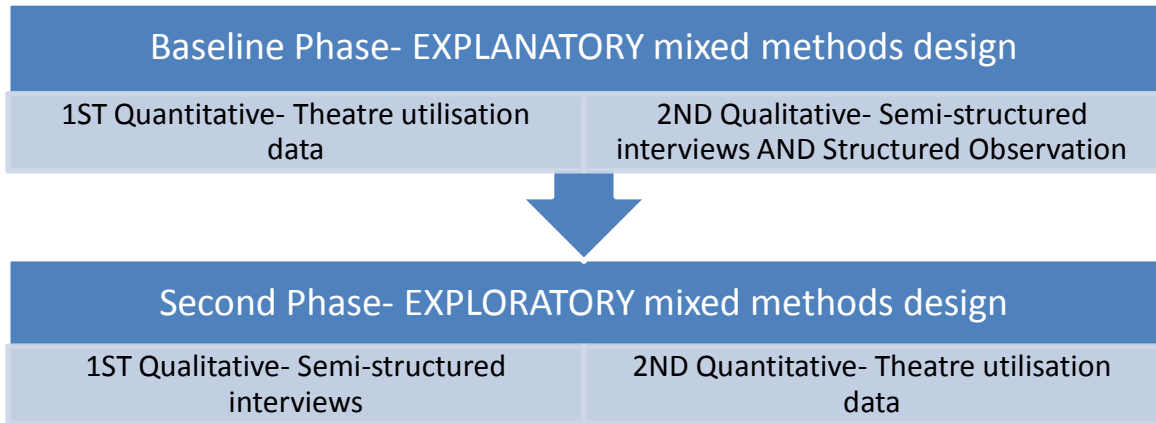 Baseline Phase- EXPLANATORY mixed methods design
1ST Quantitative- Theatre utilisation
data
2ND Qualitative- Semi-structured
interviews AND Structured Observation
Second Phase- EXPLORATORY mixed methods design
1ST Qualitative- Semi-structured
interviews
2ND Quantitative- Theatre utilisation
data